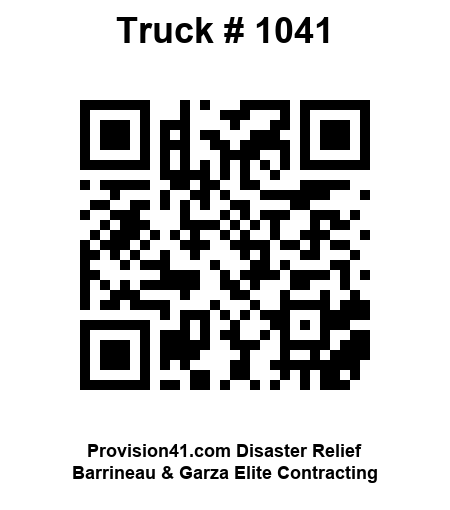 Truck # 1041
Provision41.com Disaster Relief
Barrineau & Garza Elite Contracting